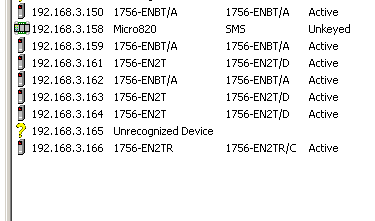 192.168.3.150 1756-ENBT/A 1756-ENBT/A Active
192.168.3.158 Micro820 SMS Unkeyed
192.168.3.159 1756-ENBT/A 1756-ENBT/A Active
192.168.3.161 1756-EN2T 1756-EN2T/D Active
192.168.3.162 1756-ENBT/A 1756-ENBT/A Active
192.168.3.163 1756-EN2T 1756-EN2T/D Active
192.168.3.164 1756-EN2T 1756-EN2T/D Active
192.168.3.165 Unrecognized Device
192.168.3.166 1756-EN2TR 1756-EN2TR/C Active